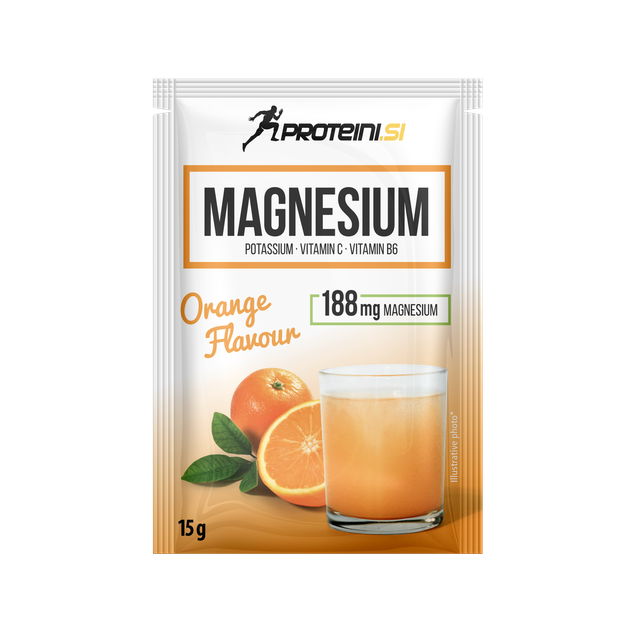 PROTEINI.SI
MAGNESIUM
POTASSIUM · VITAMIN C · VITAMIN B6
Orange
Flavour
188 mg MAGNESIUM
Illustrative photo*
15 g